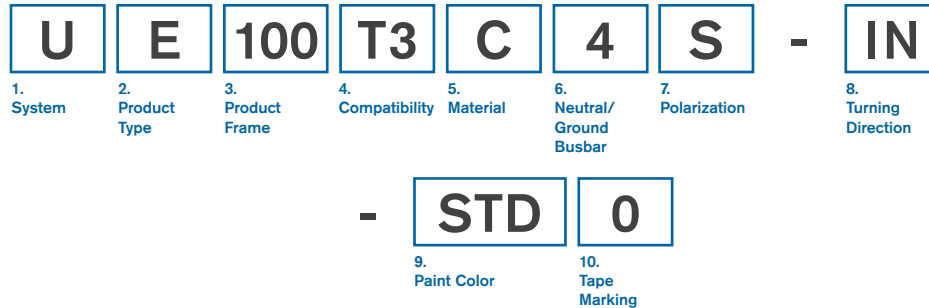 U E 100 T3 C 4 S - IN
1. 2. 3. 4. 5. 6. 7. 8.
System Product Product Compatibility Material Neutral/ Polarization Turning
Type Frame Ground Direction
Busbar
- STD 0
9. 10.
Paint Color Tape
Marking